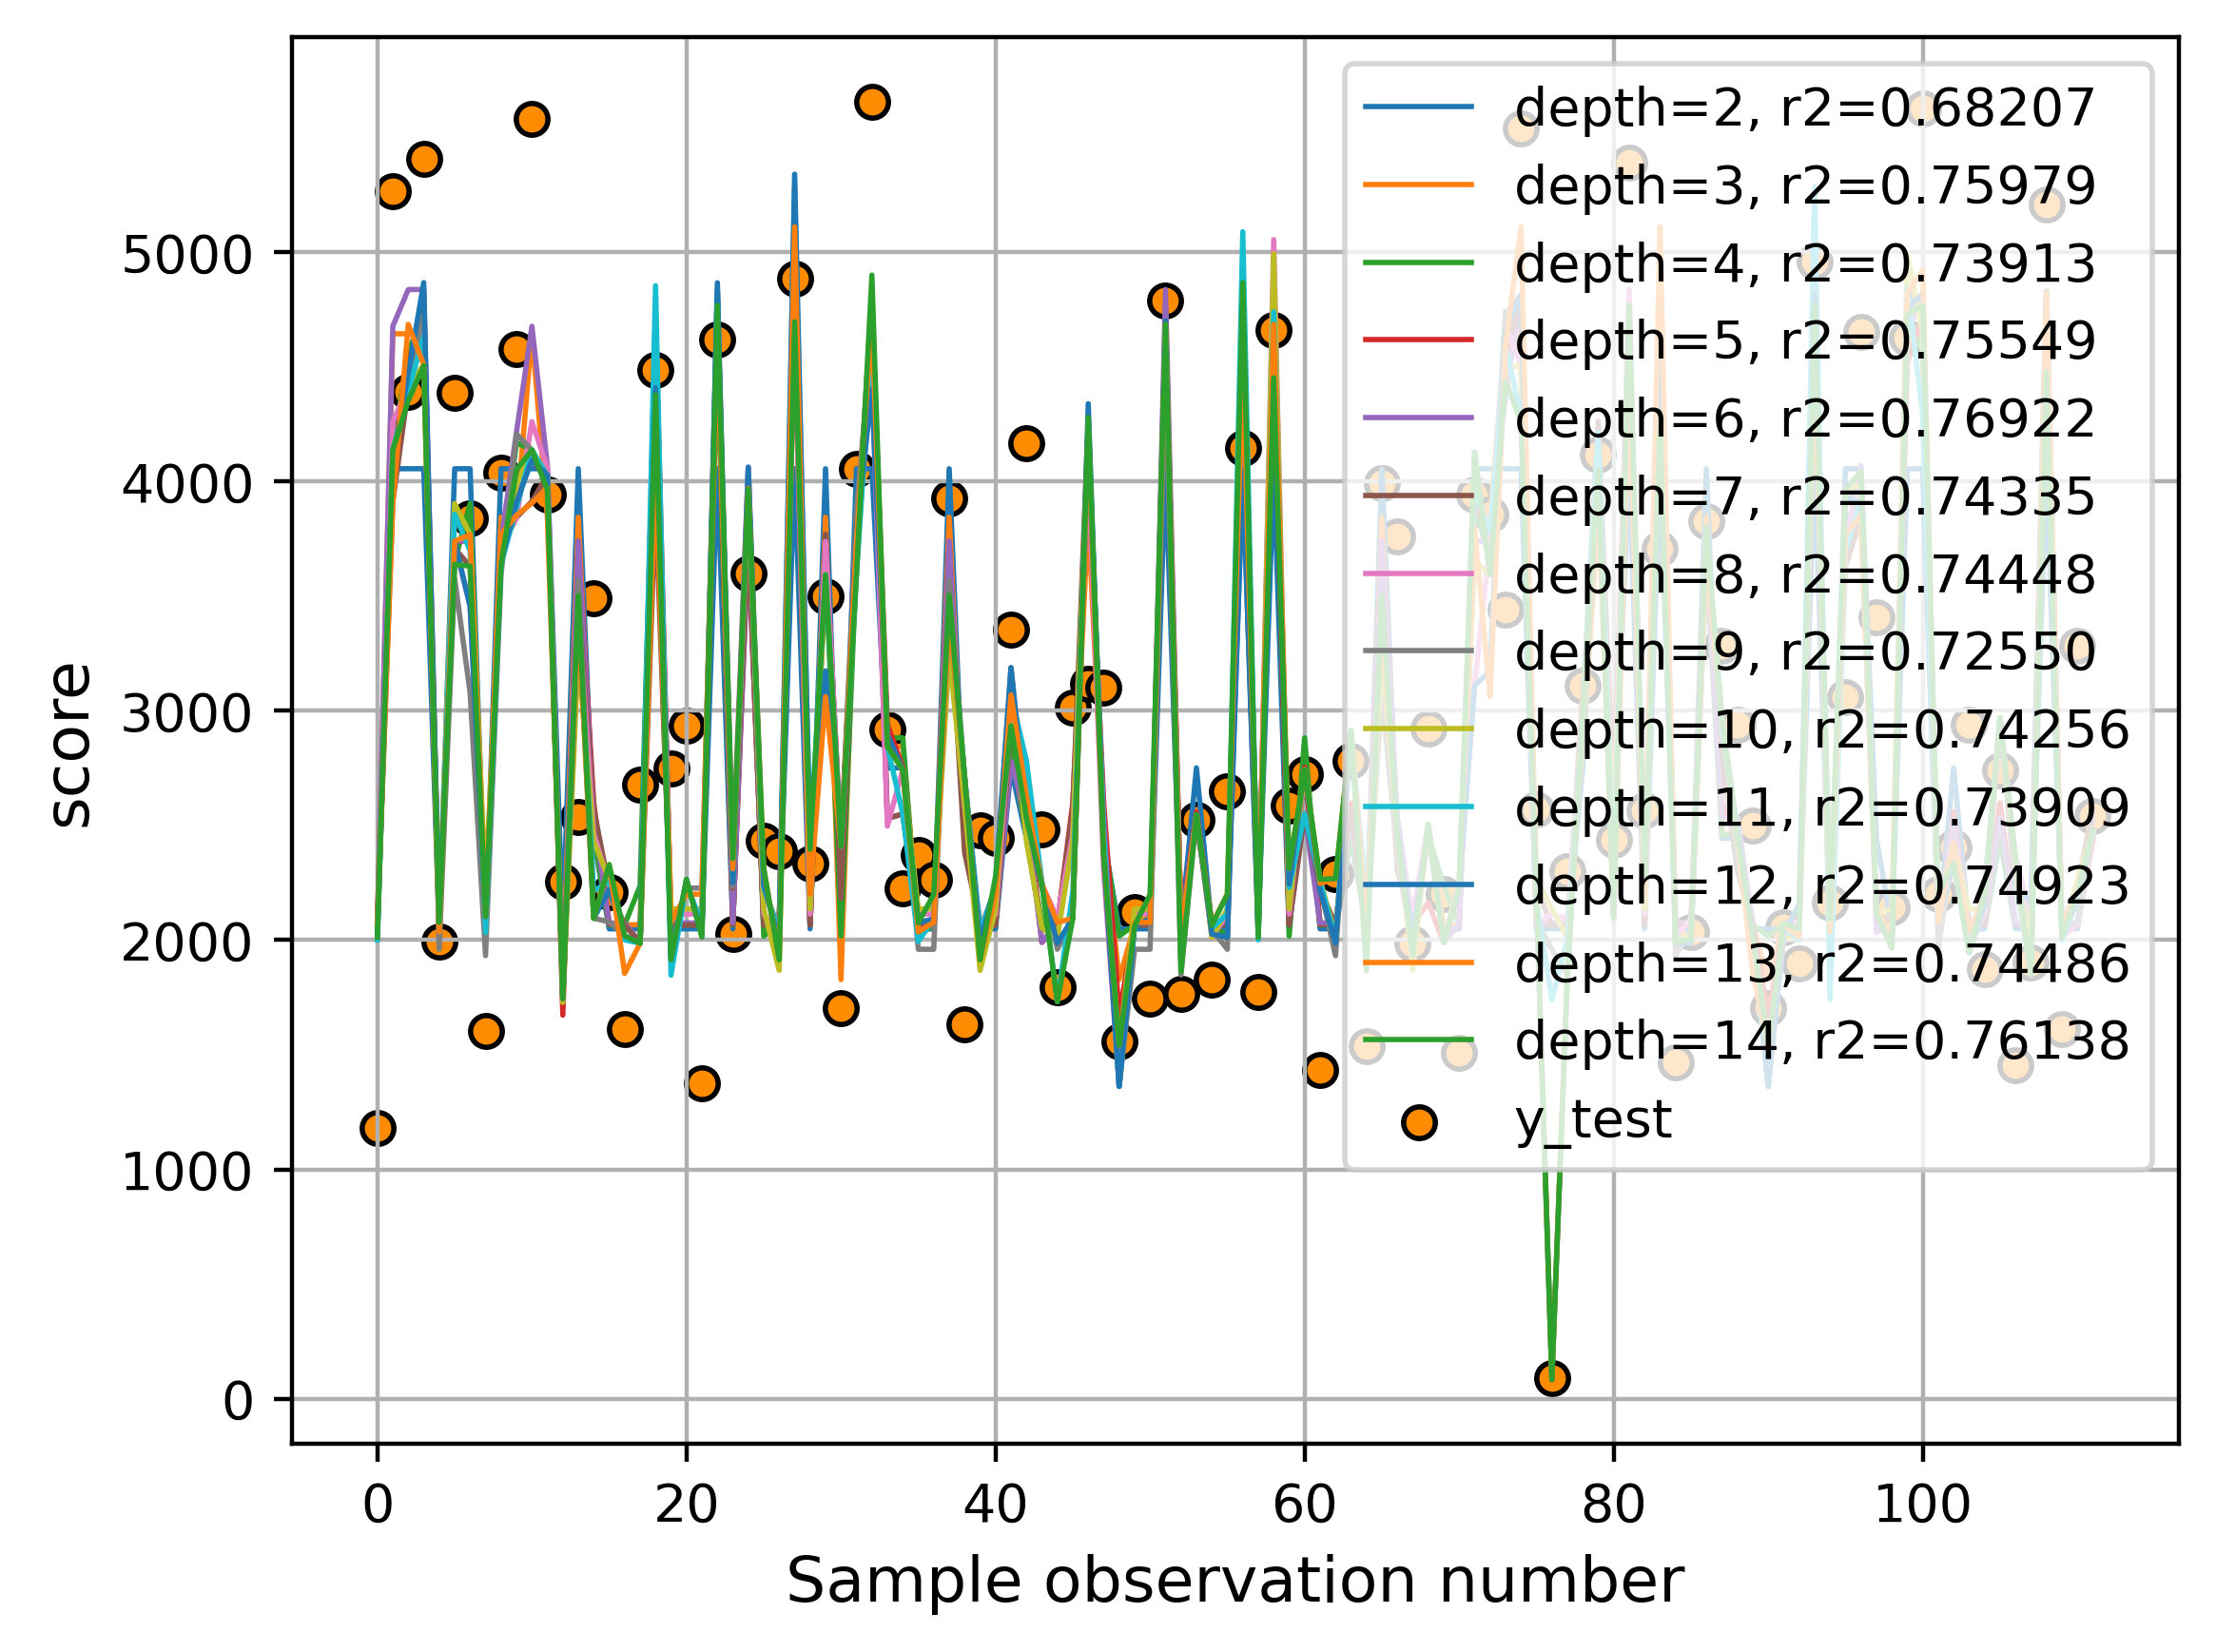 depth=2, r2=0.68207
depth=3, r2=0.75979
depth=4, r2=0.73913
depth=5, r2=0.75549
depth=6, r2=0.76922
depth=7, r2=0.74335
depth=8, r2=0.74448
depth=9, r2=0.72550
depth=10, r2=0.74256
depth=11, r2=0.73909
depth=12, r2=0.74923
depth=13, r2=0.74486
depth=14, r2=0.76138
y_test
score
5000
4000
3000
2000
1000
0
0 20 40 60 80 100
Sample observation number